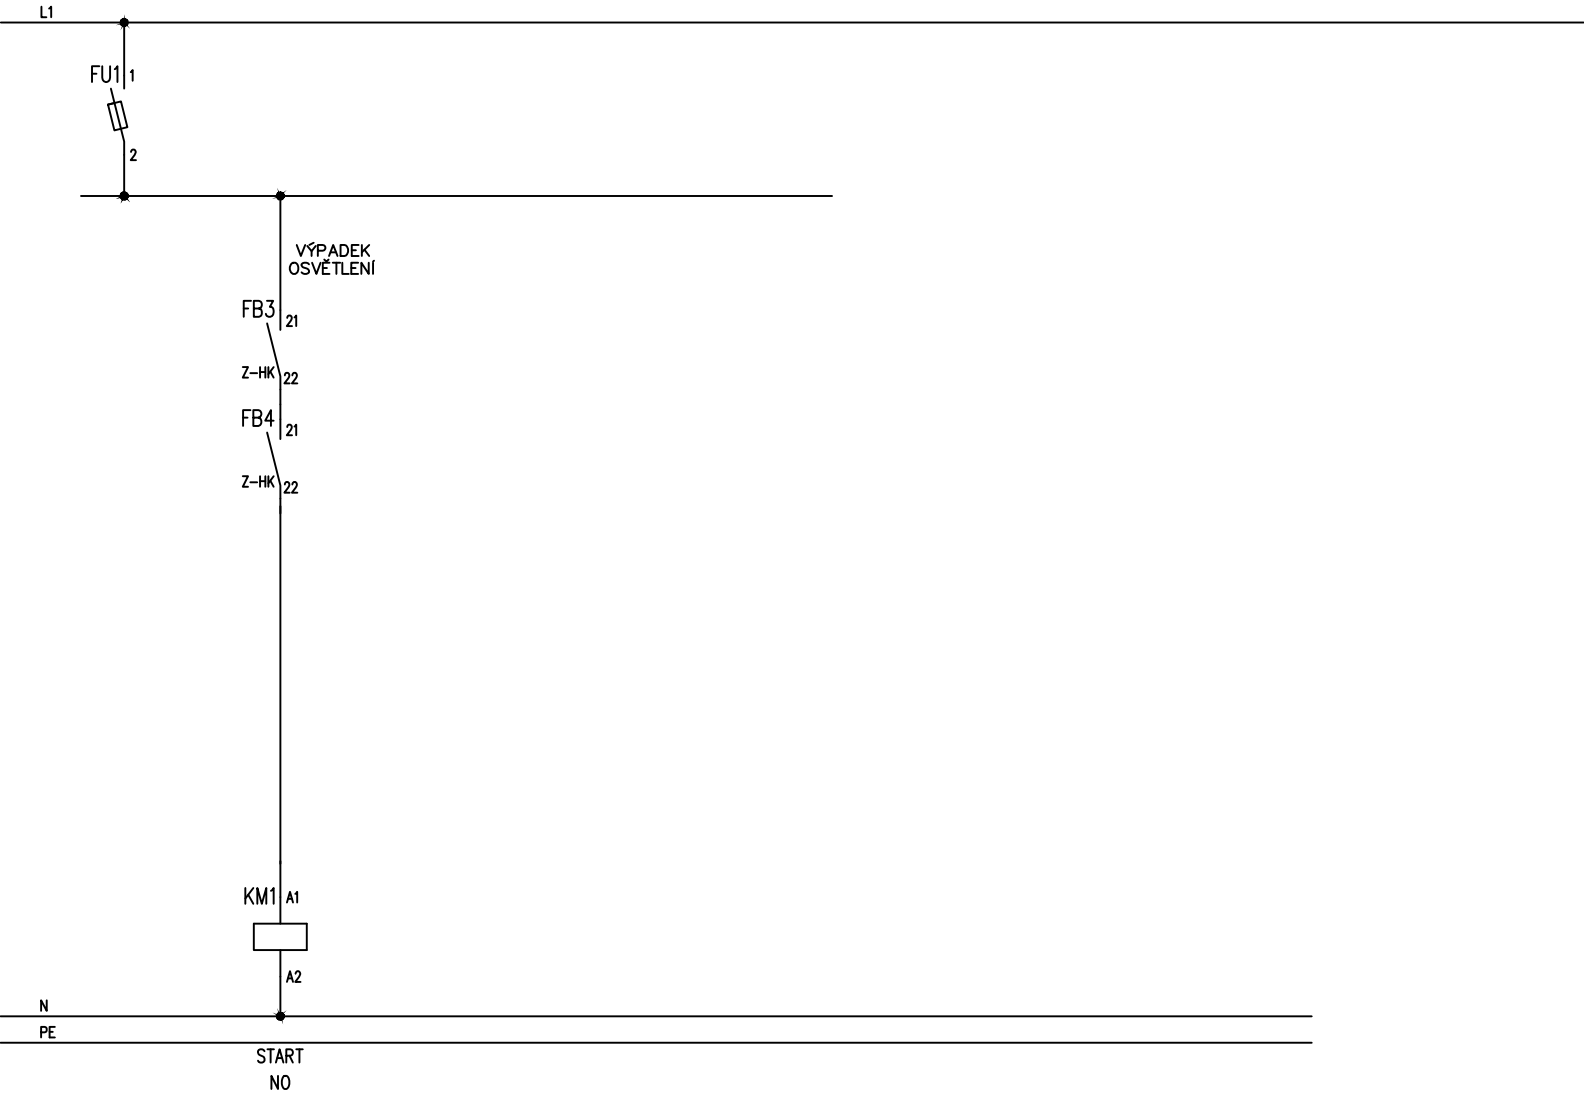 L1
FU1 1
2
VÝPADEK
OSVĚTLENÍ
FB3 21
Z-HK 22
FB4 21
Z-HK 22
KM1 A1
A2
N
PE
START
NO